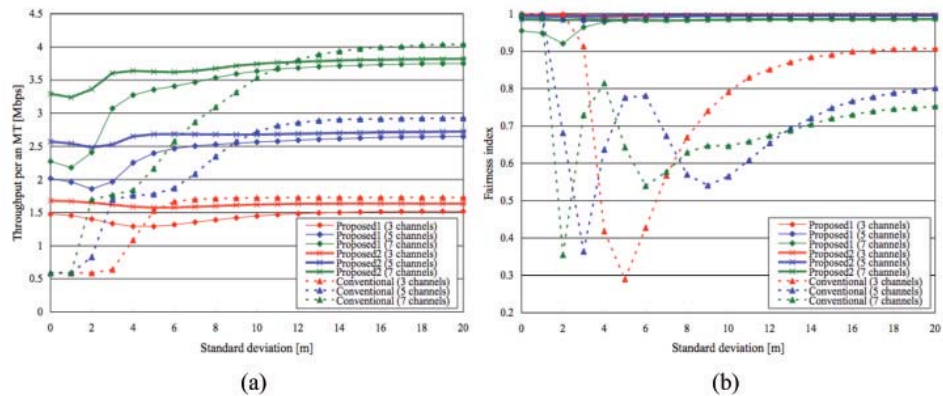 4.5
4
3.5
3
2.5
2
1.5
1
0.5
0
Throughput per an MT [Mbps]
0 2 4 6 8 10 12 14 16 18 20
Standard deviation [m]
Proposed1 (3 channels)
Proposed1 (5 channels)
Proposed1 (7 channels)
Proposed2 (3 channels)
Proposed2 (5 channels)
Proposed2 (7 channels)
Conventional (3 channels)
Conventional (5 channels)
Conventional (7 channels)
(a)
1
0.9
0.8
0.7
0.6
0.5
0.4
0.3
0.2
Fairness index
0 2 4 6 8 10 12 14 16 18 20
Standard deviation [m]
Proposed1 (3 channels)
Proposed1 (5 channels)
Proposed1 (7 channels)
Proposed2 (3 channels)
Proposed2 (5 channels)
Proposed2 (7 channels)
Conventional (3 channels)
Conventional (5 channels)
Conventional (7 channels)
(b)